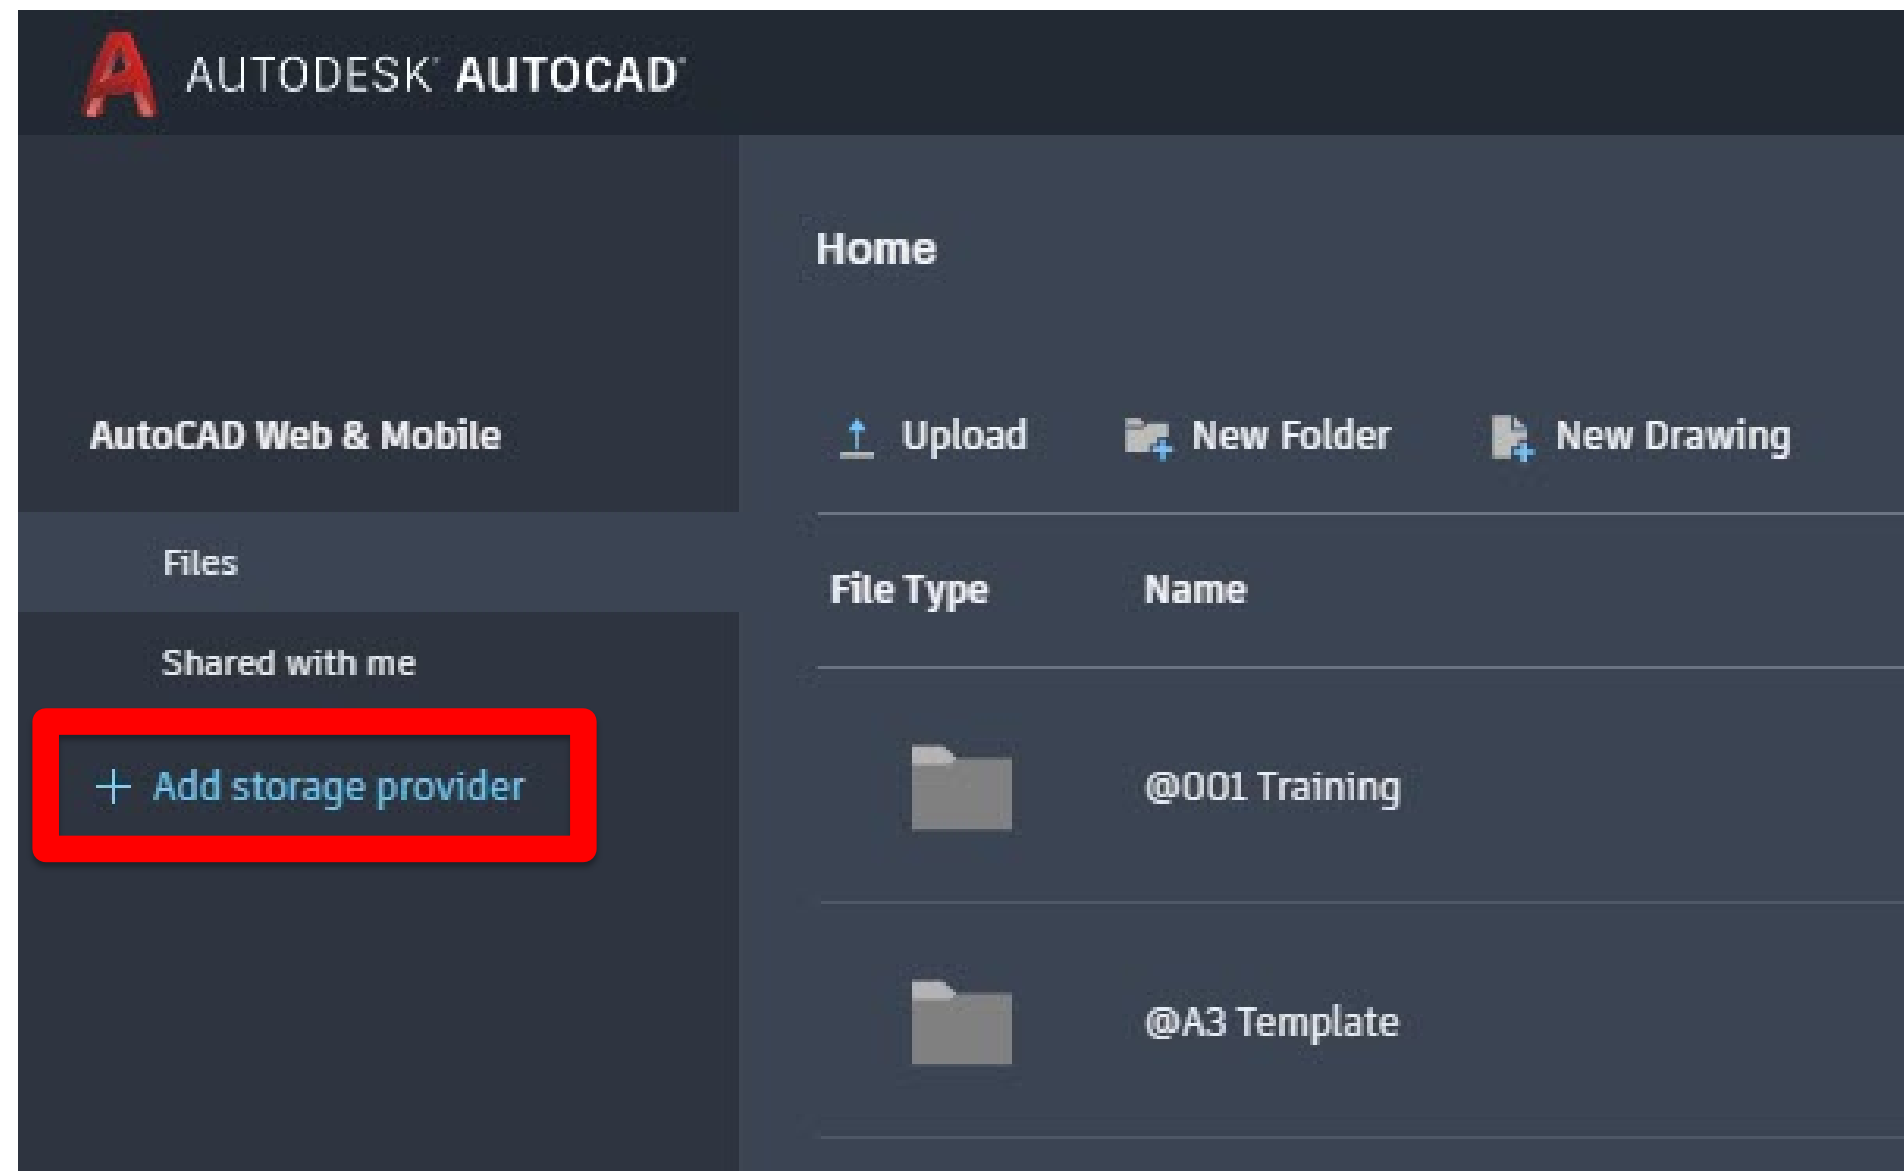 AUTODESK® AUTOCAD®
Home
AutoCAD Web & Mobile
Upload
New Folder
New Drawing
Files
Shared with me
+ Add storage provider
File Type
Name
@001 Training
@A3 Template